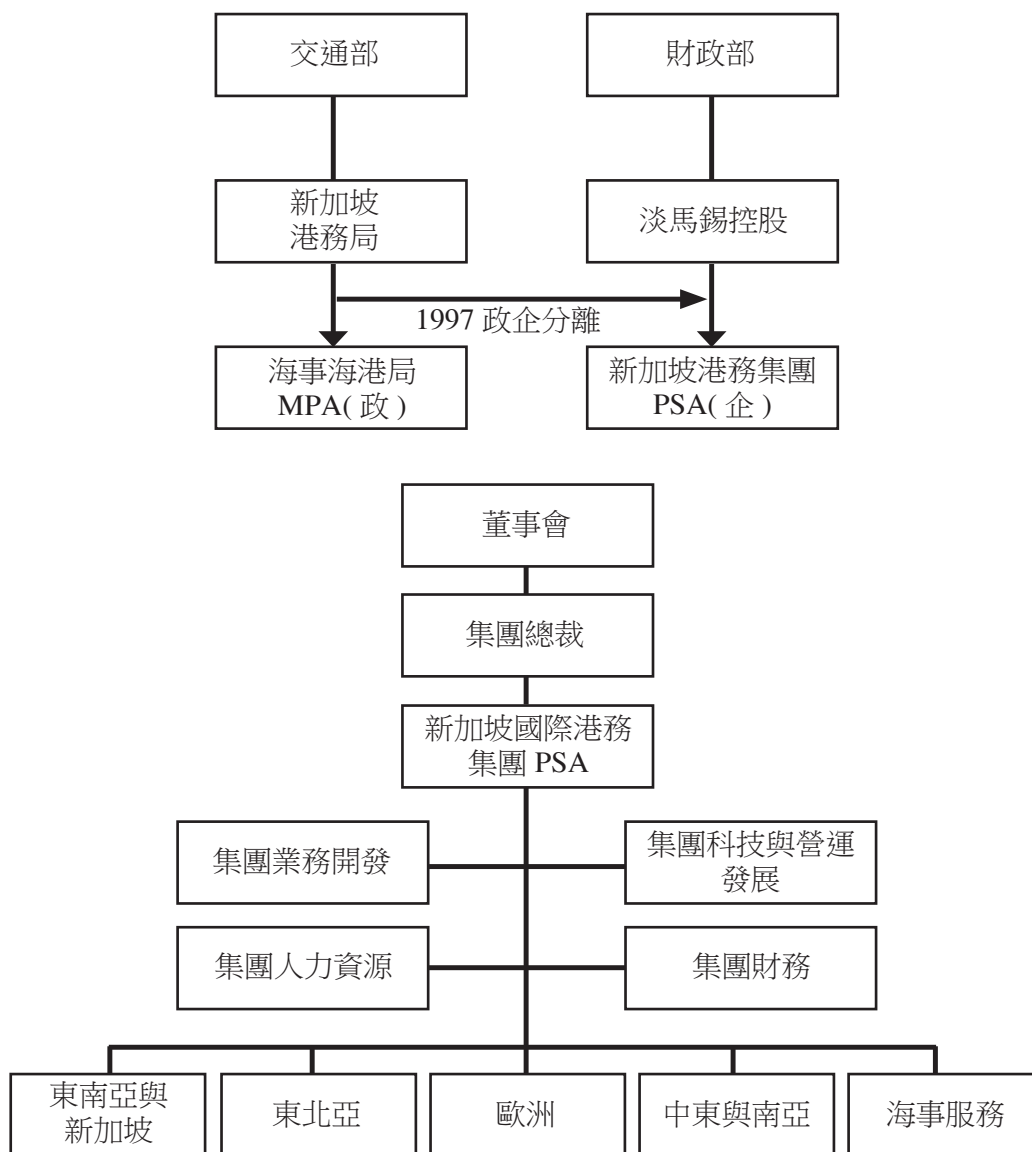 交通部
財政部
新加坡
港務局
淡馬錫控股
1997 政企分離
海事海港局
MPA( 政 )
新加坡港務集團
PSA( 企 )
董事會
集團總裁
新加坡國際港務
集團 PSA
集團業務開發
集團科技與營運
發展
集團人力資源
集團財務
東南亞與
新加坡
東北亞
歐洲
中東與南亞
海事服務